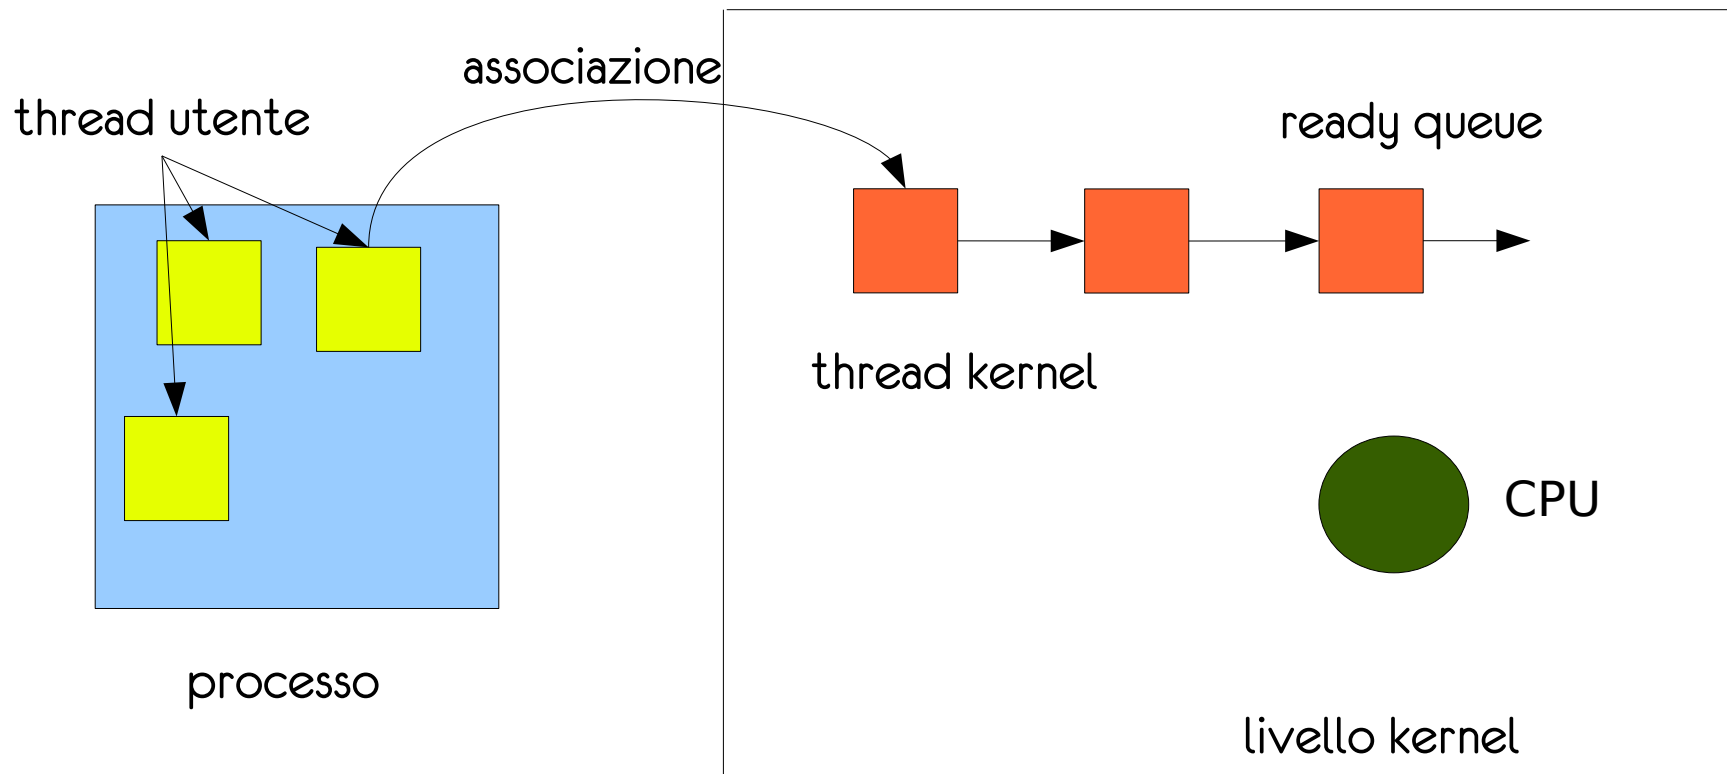 associazione
thread utente
ready queue
thread kernel
CPU
processo
livello kernel